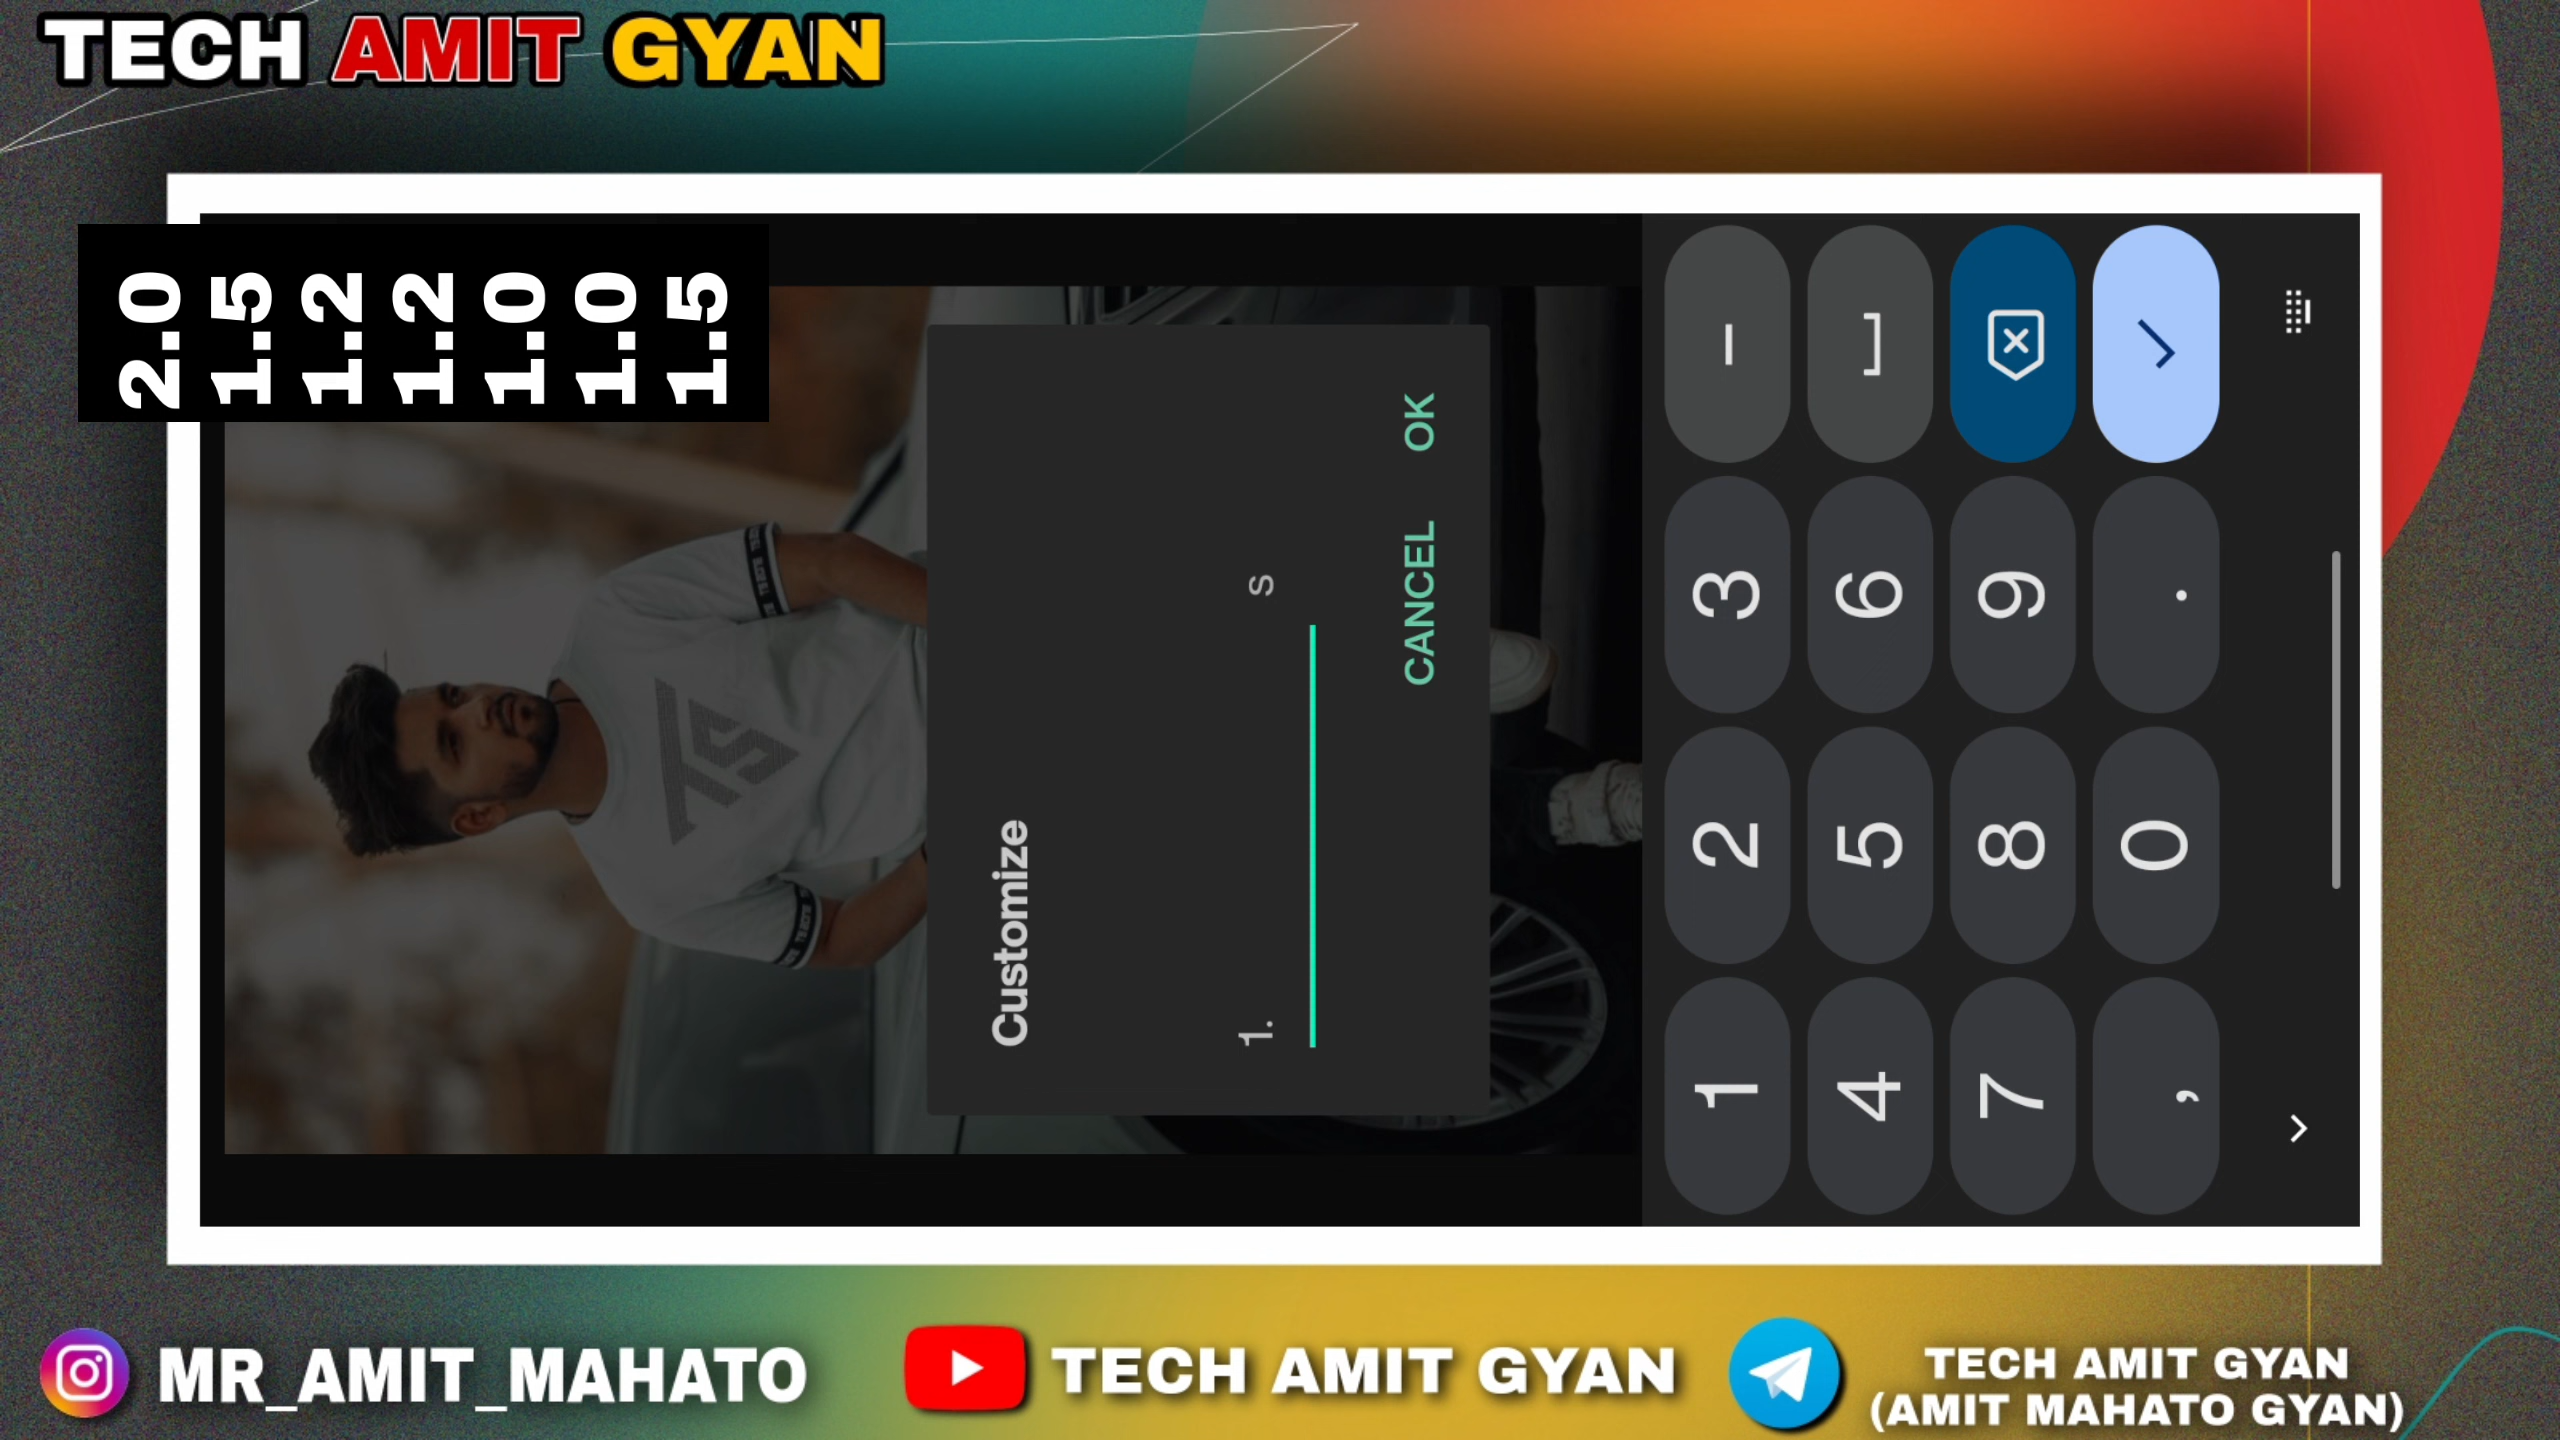 TECH AMIT GYAN
2.0
1.5
1.2
1.2
1.0
1.0
1.5
Customize
1. s
CANCEL OK
1 2 3 -
4 5 6
7 8 9
, 0 .
MR_AMIT_MAHATO
TECH AMIT GYAN
TECH AMIT GYAN
(AMIT MAHATO GYAN)